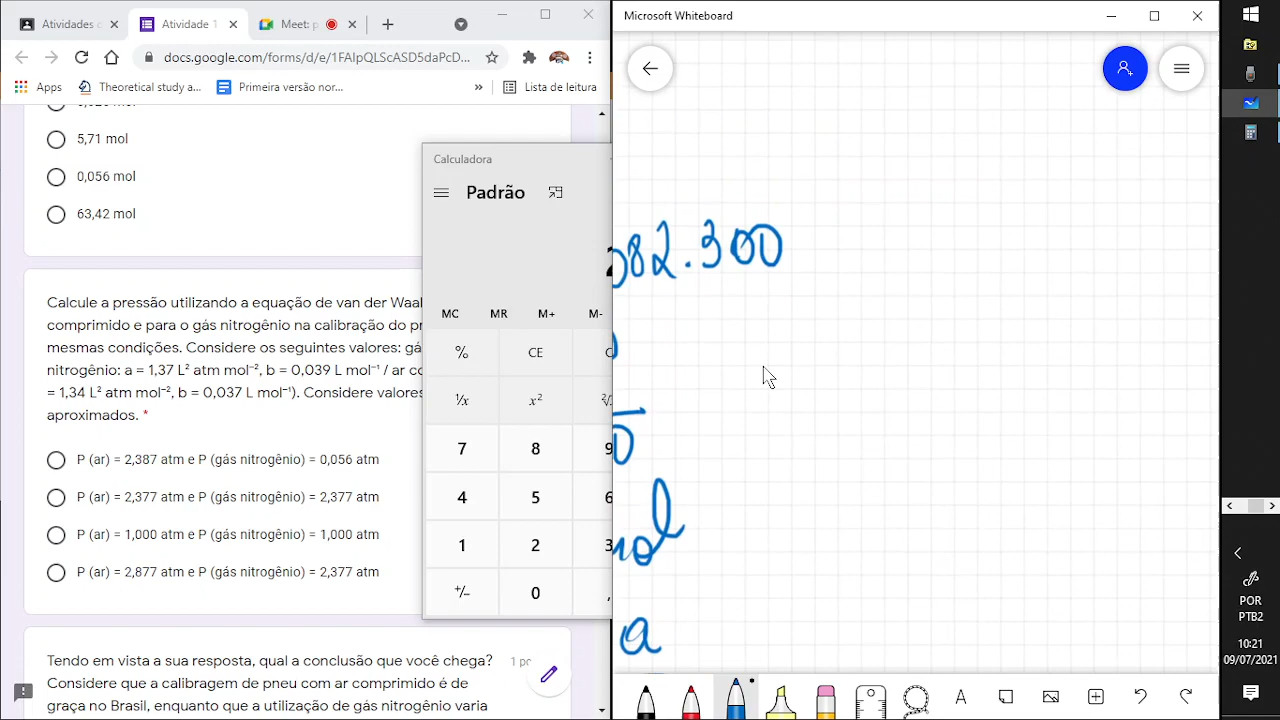 Atividades d
Atividade 1
Meet: p
docs.google.com/forms/d/e/1FAIpQLScASD5daPcD...
Apps
Theoretical study a...
Primeira versão nor...
»
Lista de leitura
5,71 mol
0,056 mol
63,42 mol
Calcule a pressão utilizando a equação de van der Waal
comprimido e para o gás nitrogênio na calibração do pn
mesmas condições. Considere os seguintes valores: gá
nitrogênio: a = 1,37 L² atm mol⁻², b = 0,039 L mol⁻¹ / ar co
= 1,34 L² atm mol⁻², b = 0,037 L mol⁻¹). Considere valores
aproximados. *
P (ar) = 2,387 atm e P (gás nitrogênio) = 0,056 atm
P (ar) = 2,377 atm e P (gás nitrogênio) = 2,377 atm
P (ar) = 1,000 atm e P (gás nitrogênio) = 1,000 atm
P (ar) = 2,877 atm e P (gás nitrogênio) = 2,377 atm
Tendo em vista a sua resposta, qual a conclusão que você chega?
1 po
Considere que a calibragem de pneu com ar comprimido é de
graça no Brasil, enquanto que a utilização de gás nitrogênio varia
Calculadora
Padrão
2
MC MR M+ M-
% CE C
¹/x x² ²√
7 8 9
4 5 6
1 2 3
+/- 0 ,
Microsoft Whiteboard
082.300
0
mol
a
POR
PTB2
10:21
09/07/2021